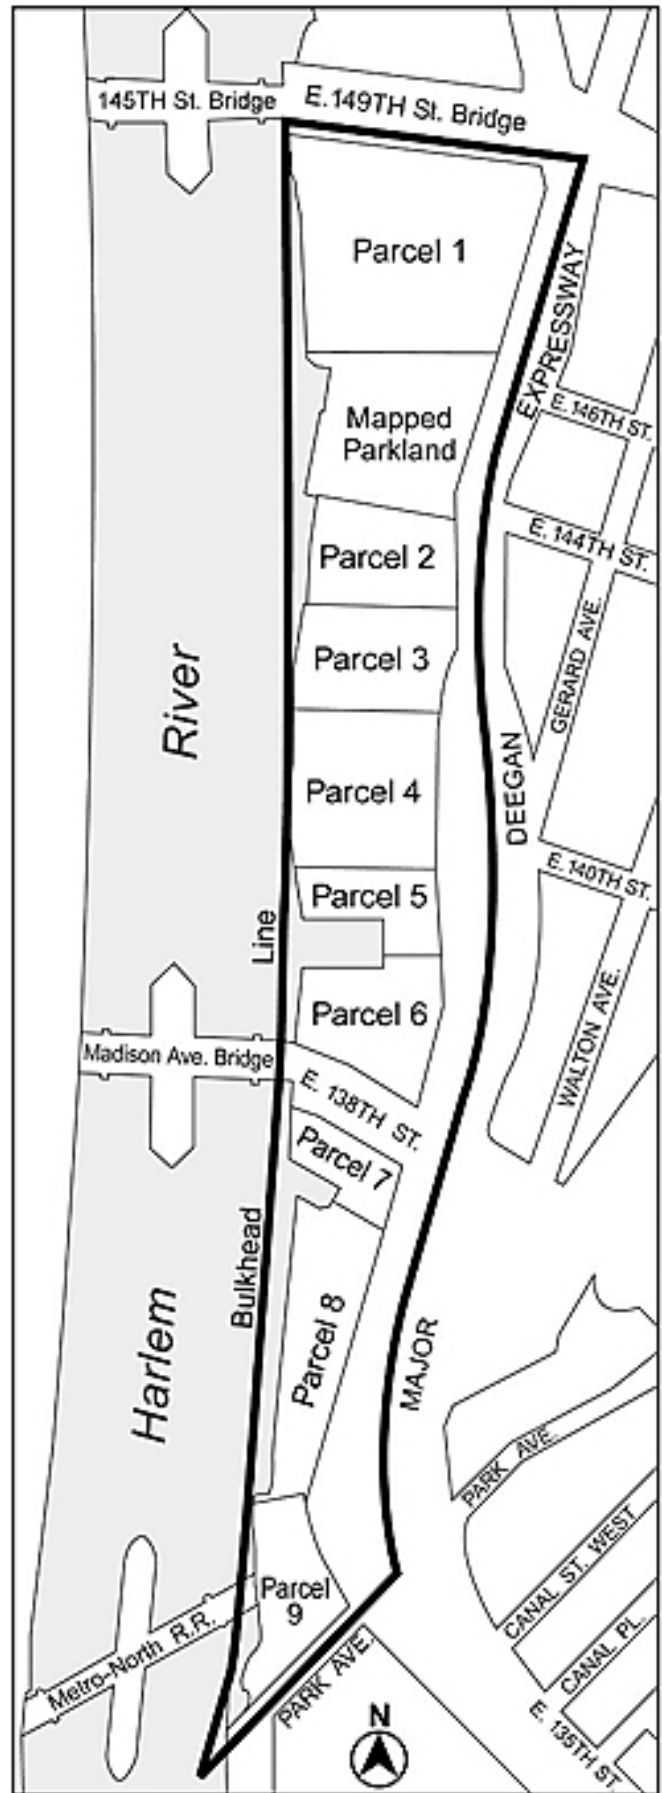 145TH St. Bridge
E. 149TH St. Bridge
Parcel 1
EXPRESSWAY
E. 146TH ST.
Mapped
Parkland
E. 144TH ST.
Parcel 2
GERARD AVE.
Parcel 3
River
DEEGAN
Parcel 4
E. 140TH ST.
Parcel 5
Line
WALTON AVE.
Parcel 6
Madison Ave. Bridge
E. 138TH ST.
Parcel 7
Bulkhead
Parcel 8
Harlem
MAJOR
PARK AVE.
CANAL ST. WEST
Parcel
9
Metro-North R.R.
CANAL PL.
PARK AVE.
E. 135TH ST.
N